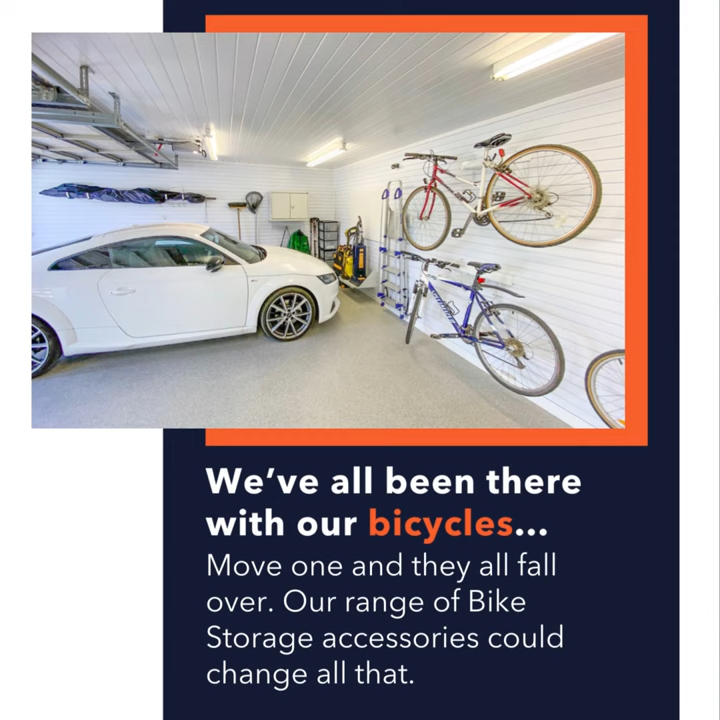 We've all been there
with our bicycles...
Move one and they all fall
over. Our range of Bike
Storage accessories could
change all that.